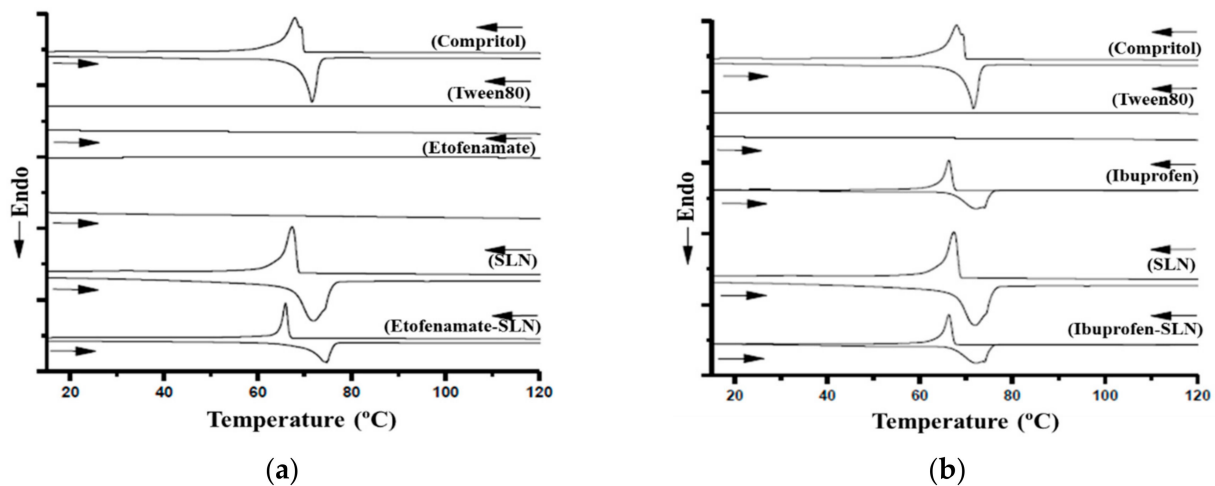 (Compritol)
(Tween80)
(Etofenamate)
(SLN)
(Etofenamate-SLN)
Endo
20 40 60 80 100 120
Temperature (ºC)
(a)
(Compritol)
(Tween80)
(Ibuprofen)
(SLN)
(Ibuprofen-SLN)
Endo
20 40 60 80 100 120
Temperature (ºC)
(b)